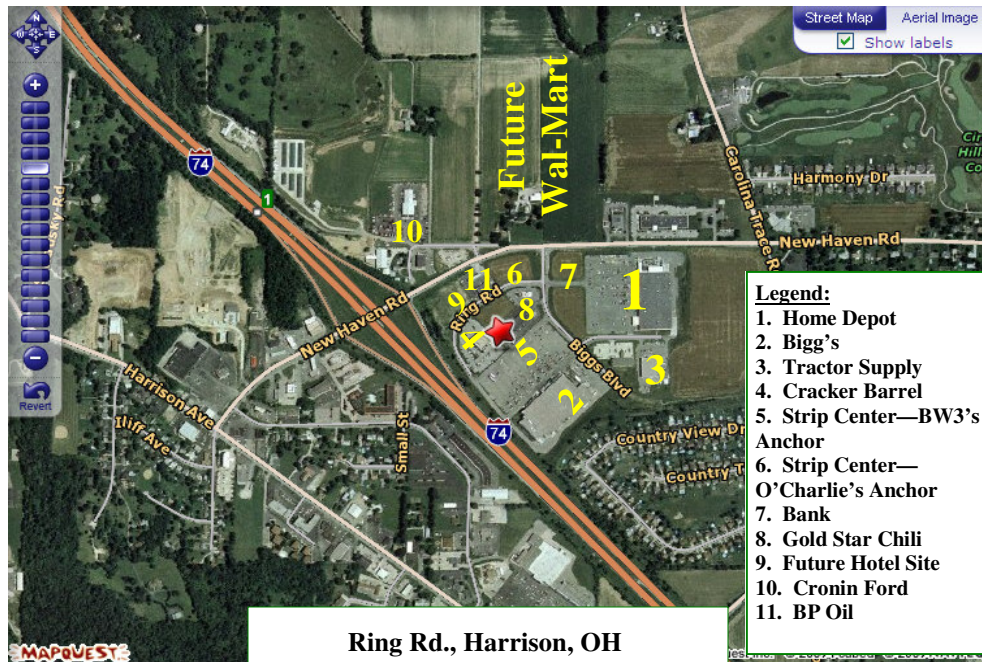 Street Map Aerial Image
Show labels
N
W E
S
Revert
74
1
Future
Wal-Mart
Carolina Trace Rd
Harmony Dr
New Haven Rd
10
11
6
7
1
9
Ring Rd
8
4
5
Biggs Blvd
3
2
New Haven Rd
Harrison Ave
Iliff Ave
Small St
74
Country View Dr
Legend:
1. Home Depot
2. Bigg's
3. Tractor Supply
4. Cracker Barrel
5. Strip Center—BW3's
Anchor
6. Strip Center—
O'Charlie's Anchor
7. Bank
8. Gold Star Chili
9. Future Hotel Site
10. Cronin Ford
11. BP Oil
MAPQUEST
Ring Rd., Harrison, OH